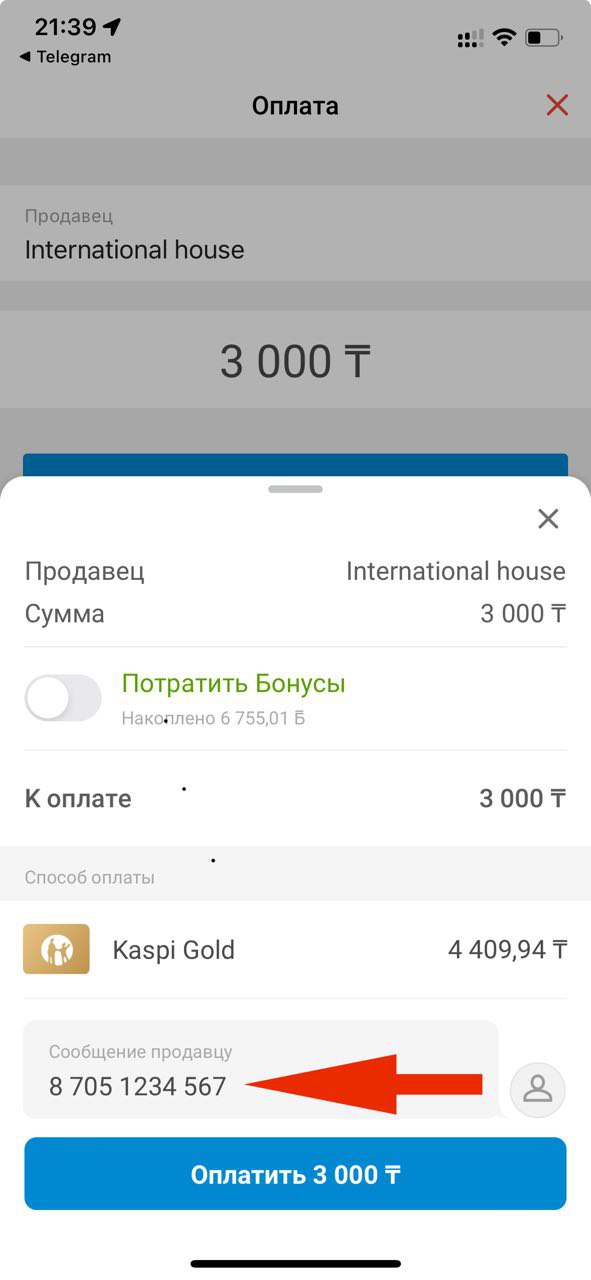 21:39
Telegram
Оплата
Продавец
International house
3 000 ₸
Продавец International house
Сумма 3 000 ₸
Потратить Бонусы
Накоплено 6 755,01 Б
К оплате 3 000 ₸
Способ оплаты
Kaspi Gold 4 409,94 ₸
Сообщение продавцу
8 705 1234 567
Оплатить 3 000 ₸